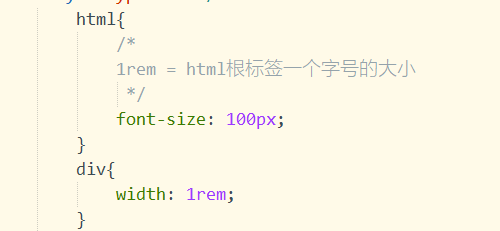 html{
/*
1rem = html根标签一个字号的大小
*/
font-size: 100px;
}
div{
width: 1rem;
}